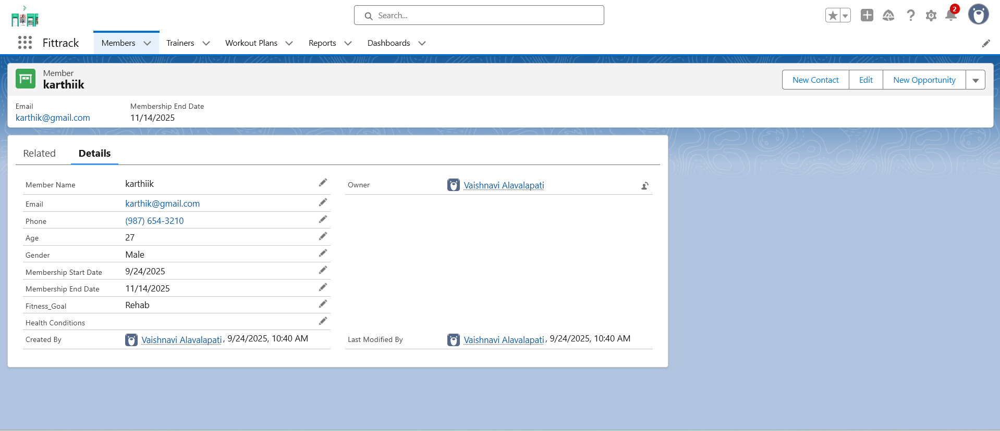 Search...
2
Fittrack
Members
Trainers
Workout Plans
Reports
Dashboards
Member
karthiik
New Contact
Edit
New Opportunity
Email
Membership End Date
karthik@gmail.com
11/14/2025
Related
Details
Member Name karthiik
Owner Vaishnavi Alavalapati
Email karthik@gmail.com
Phone (987) 654-3210
Age 27
Gender Male
Membership Start Date 9/24/2025
Membership End Date 11/14/2025
Fitness_Goal Rehab
Health Conditions
Created By Vaishnavi Alavalapati, 9/24/2025, 10:40 AM
Last Modified By Vaishnavi Alavalapati, 9/24/2025, 10:40 AM